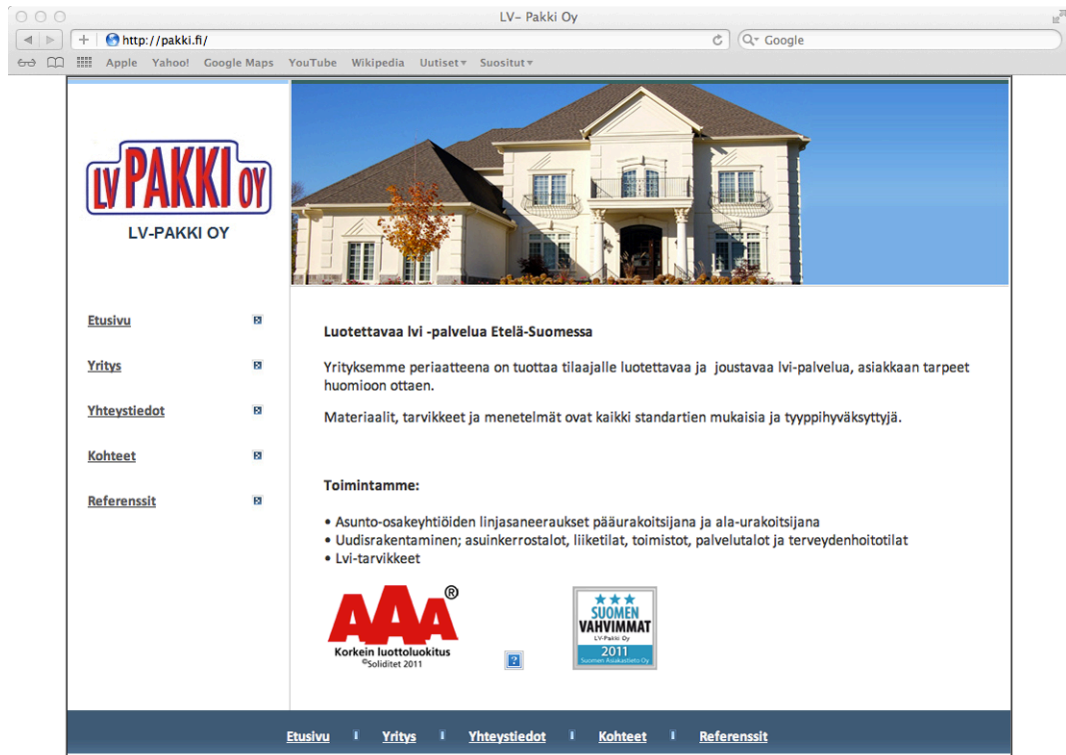 LV- Pakki Oy
http://pakki.fi/
Google
Apple Yahoo! Google Maps YouTube Wikipedia Uutiset Suositut
LV PAKKI OY
LV-PAKKI OY
Etusivu
Yritys
Yhteystiedot
Kohteet
Referenssit
Luotettavaa lvi -palvelua Etelä-Suomessa
Yrityksemme periaatteena on tuottaa tilaajalle luotettavaa ja joustavaa lvi-palvelua, asiakkaan tarpeet
huomioon ottaen.
Materiaalit, tarvikkeet ja menetelmät ovat kaikki standartien mukaisia ja tyyppihyväksyttyjä.
Toimintamme:
• Asunto-osakeyhtiöiden linjasaneeraukset pääurakoitsijana ja ala-urakoitsijana
• Uudisrakentaminen; asuinkerrostalot, liiketilat, toimistot, palvelutalot ja terveydenhoitotilat
• Lvi-tarvikkeet
AAA®
Korkein luottoluokitus
©Soliditet 2011
?
SUOMEN
VAHVIMMAT
LV-Pakki Oy
2011
Suomen Asiakastieto Oy
Etusivu Yritys Yhteystiedot Kohteet Referenssit